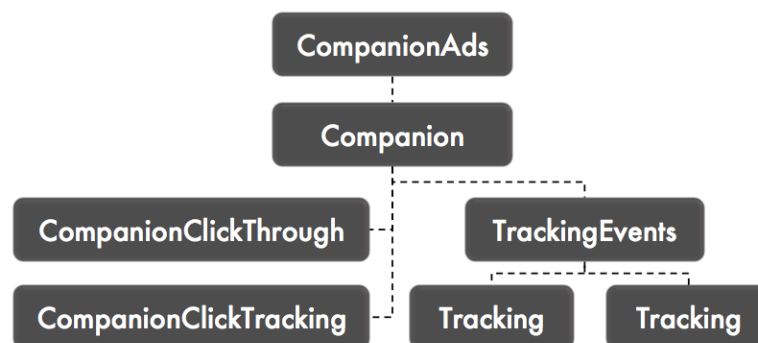 CompanionAds
Companion
CompanionClickThrough
TrackingEvents
CompanionClickTracking
Tracking
Tracking